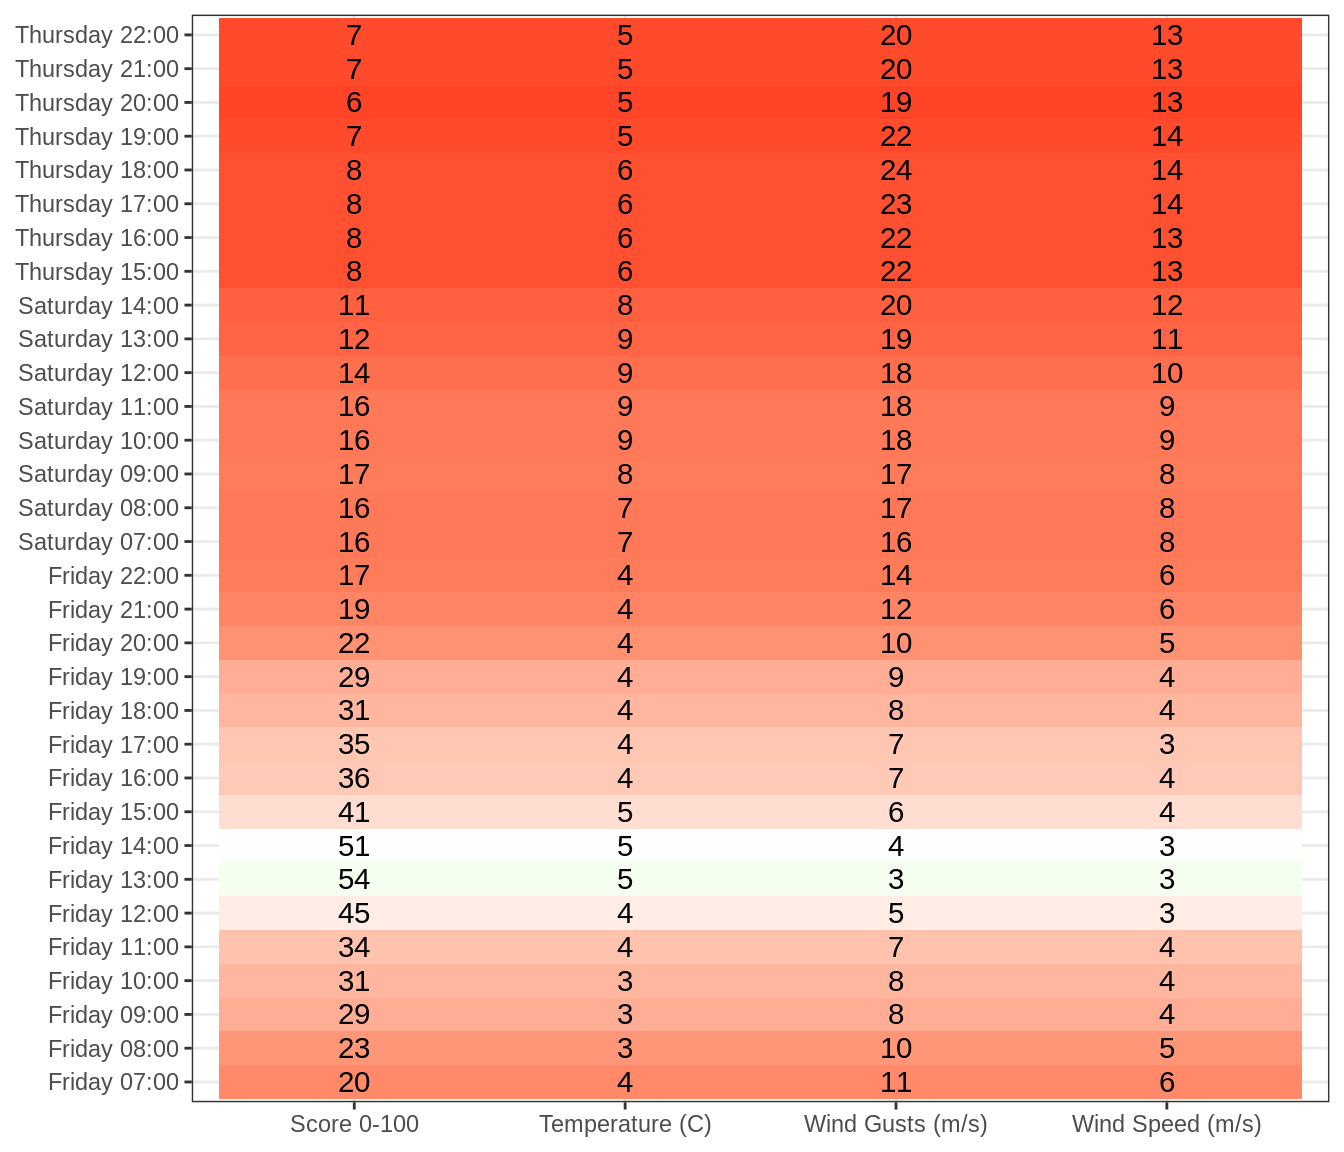 Thursday 22:00 7 5 20 13
Thursday 21:00 7 5 20 13
Thursday 20:00 6 5 19 13
Thursday 19:00 7 5 22 14
Thursday 18:00 8 6 24 14
Thursday 17:00 8 6 23 14
Thursday 16:00 8 6 22 13
Thursday 15:00 8 6 22 13
Saturday 14:00 11 8 20 12
Saturday 13:00 12 9 19 11
Saturday 12:00 14 9 18 10
Saturday 11:00 16 9 18 9
Saturday 10:00 16 9 18 9
Saturday 09:00 17 8 17 8
Saturday 08:00 16 7 17 8
Saturday 07:00 16 7 16 8
Friday 22:00 17 4 14 6
Friday 21:00 19 4 12 6
Friday 20:00 22 4 10 5
Friday 19:00 29 4 9 4
Friday 18:00 31 4 8 4
Friday 17:00 35 4 7 3
Friday 16:00 36 4 7 4
Friday 15:00 41 5 6 4
Friday 14:00 51 5 4 3
Friday 13:00 54 5 3 3
Friday 12:00 45 4 5 3
Friday 11:00 34 4 7 4
Friday 10:00 31 3 8 4
Friday 09:00 29 3 8 4
Friday 08:00 23 3 10 5
Friday 07:00 20 4 11 6
Score 0-100 Temperature (C) Wind Gusts (m/s) Wind Speed (m/s)